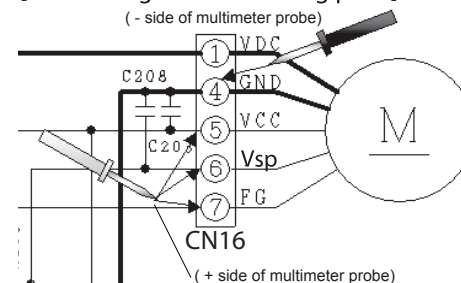 ( - side of multimeter probe)
1 VDC
C208
4 GND
5 VCC
C203
6 Vsp
M
7 FG
CN16
( + side of multimeter probe)